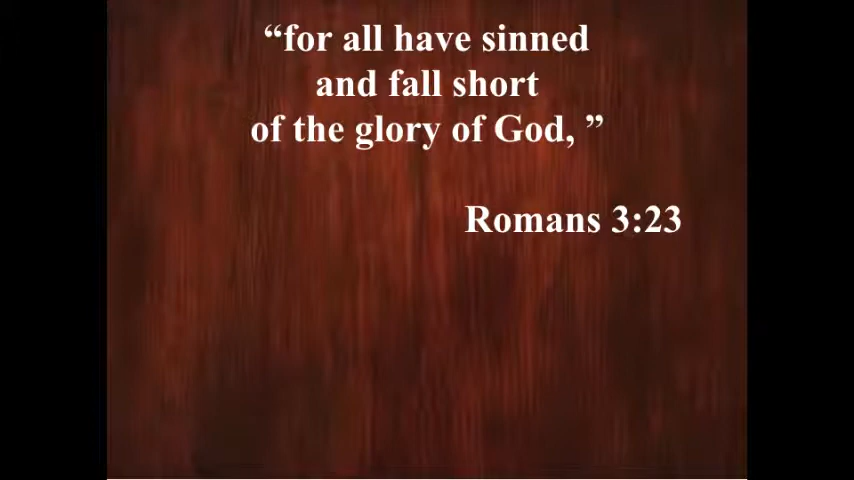 “for all have sinned
and fall short
of the glory of God, ”
Romans 3:23